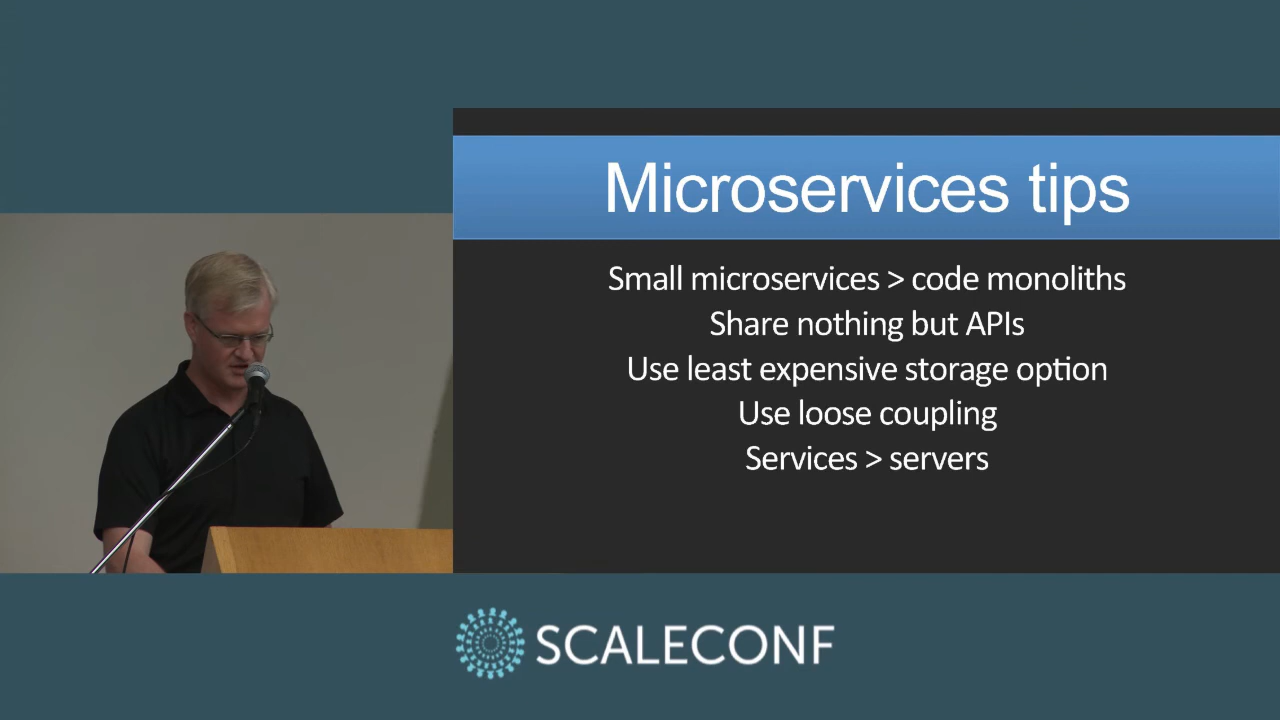 Microservices tips
Small microservices > code monoliths
Share nothing but APIs
Use least expensive storage option
Use loose coupling
Services > servers
SCALECONF